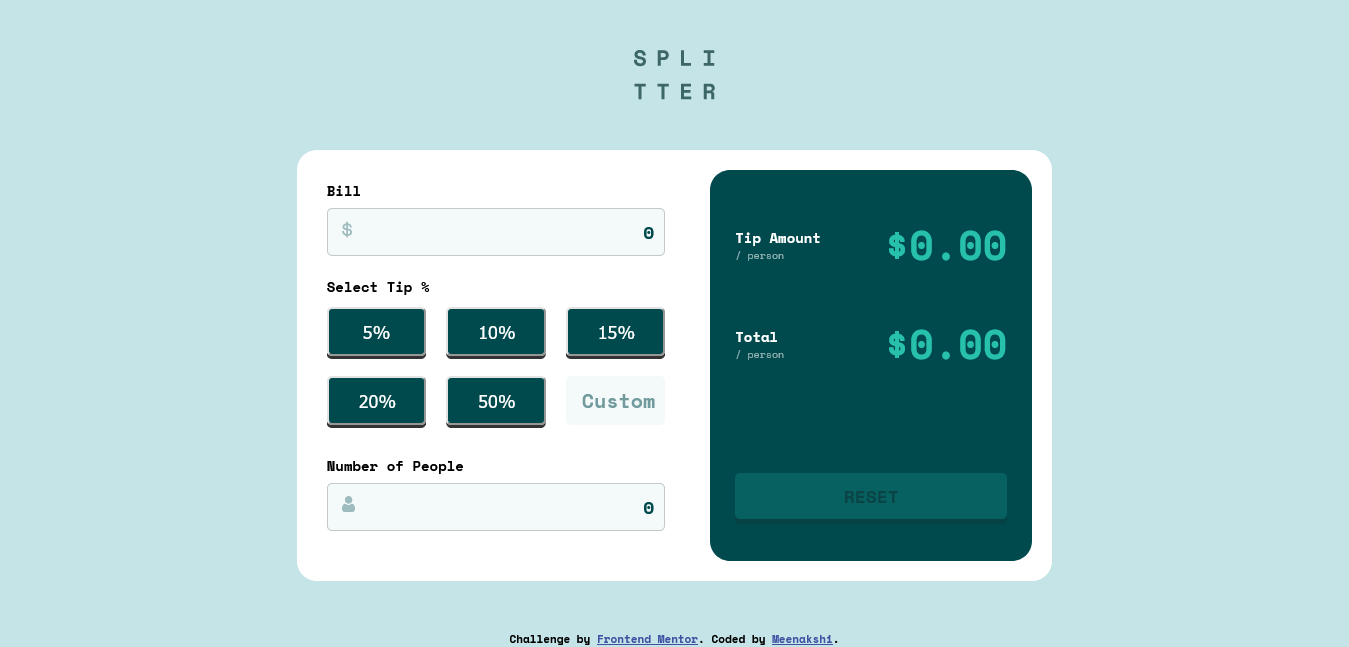 SPLI
TTER
Bill
$ 0
Select Tip %
5% 10% 15%
20% 50% Custom
Number of People
0
Tip Amount
/ person
$0.00
Total
/ person
$0.00
RESET
Challenge by Frontend Mentor. Coded by Meenakshi.